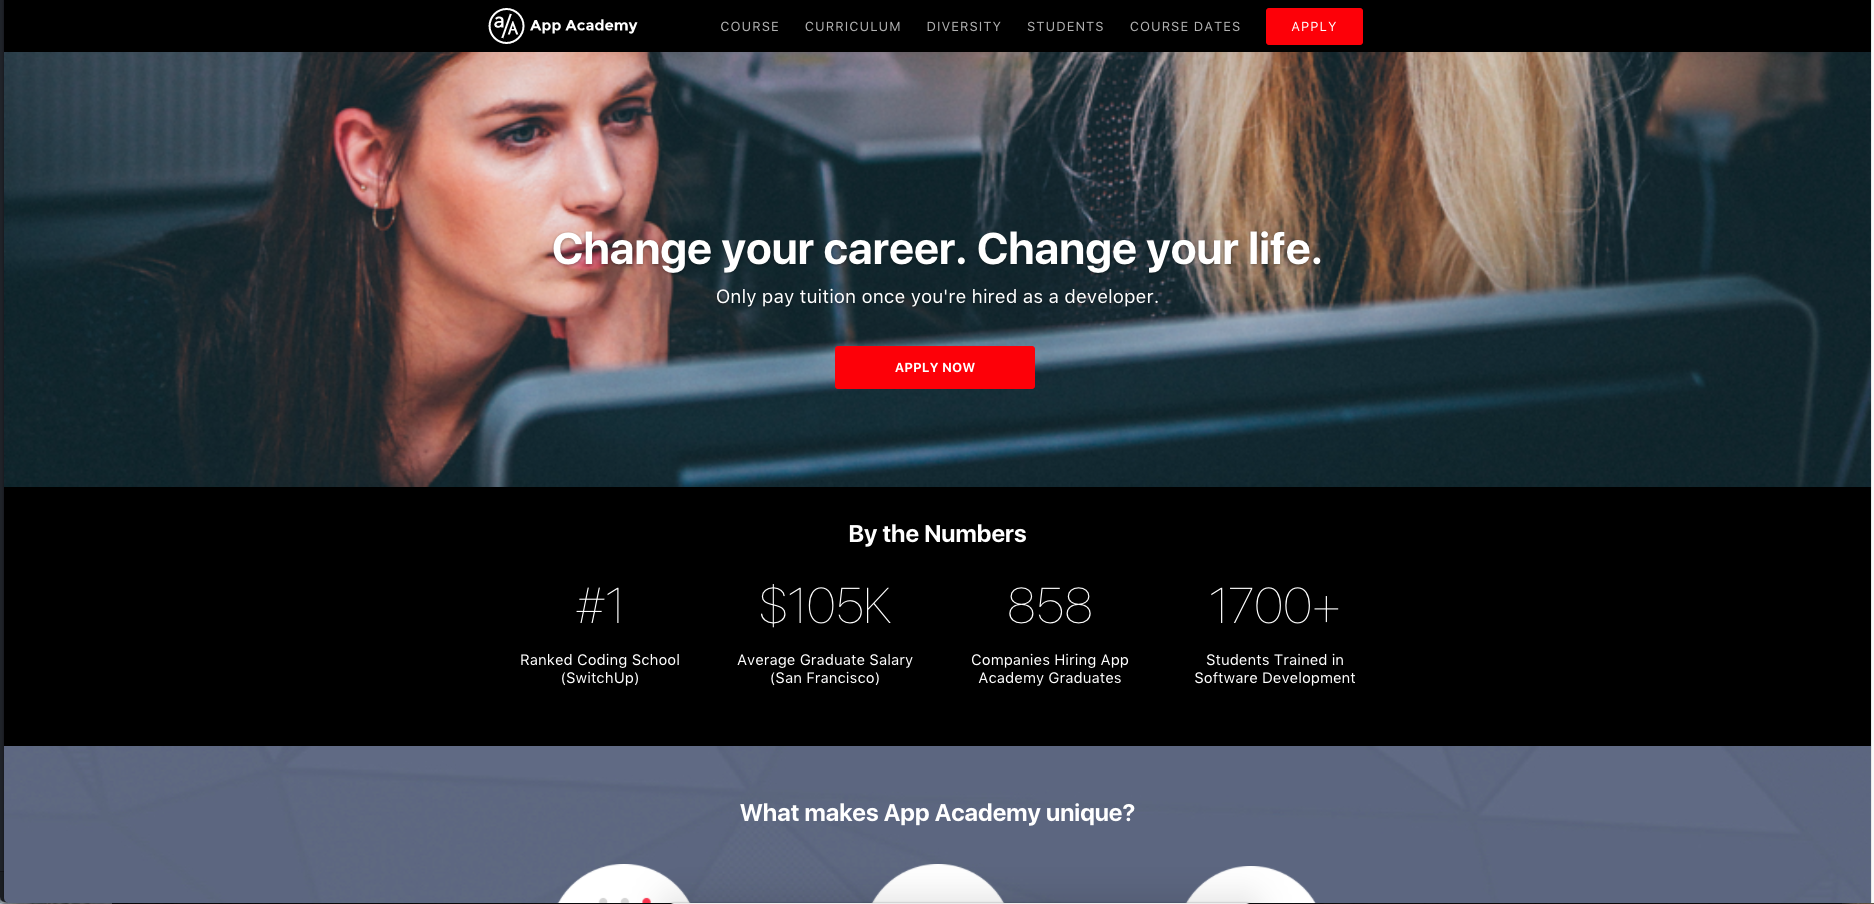 a/A App Academy
COURSE CURRICULUM DIVERSITY STUDENTS COURSE DATES APPLY
Change your career. Change your life.
Only pay tuition once you're hired as a developer.
APPLY NOW
By the Numbers
#1
Ranked Coding School
(SwitchUp)
$105K
Average Graduate Salary
(San Francisco)
858
Companies Hiring App
Academy Graduates
1700+
Students Trained in
Software Development
What makes App Academy unique?